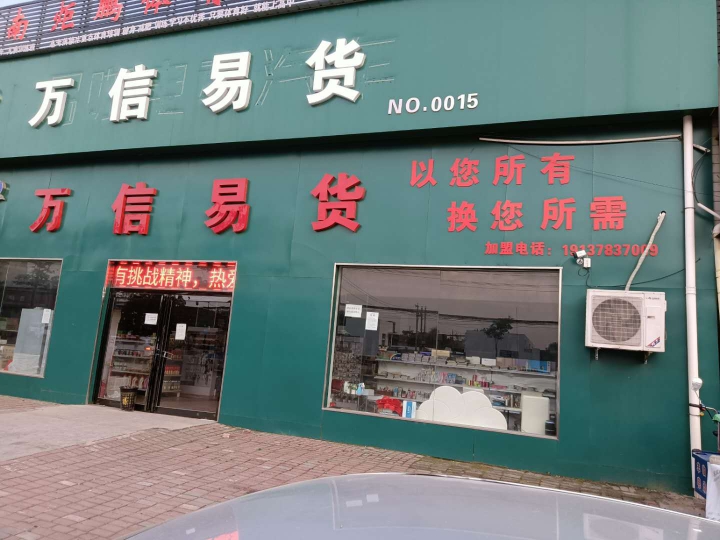 万信易货
NO.0015
万信易货
以您所有
换您所需
加盟电话：19137837009
有挑战精神，热爱